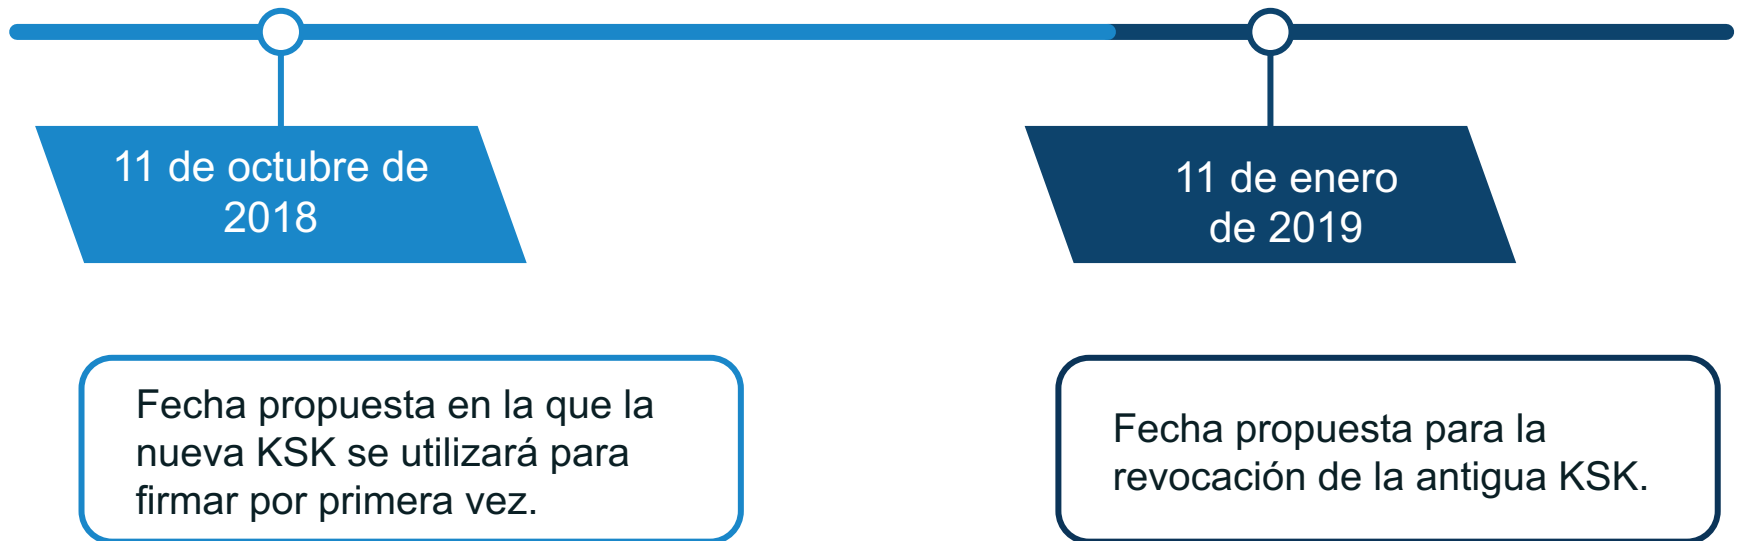 11 de octubre de
2018
11 de enero
de 2019
Fecha propuesta en la que la
nueva KSK se utilizará para
firmar por primera vez.
Fecha propuesta para la
revocación de la antigua KSK.